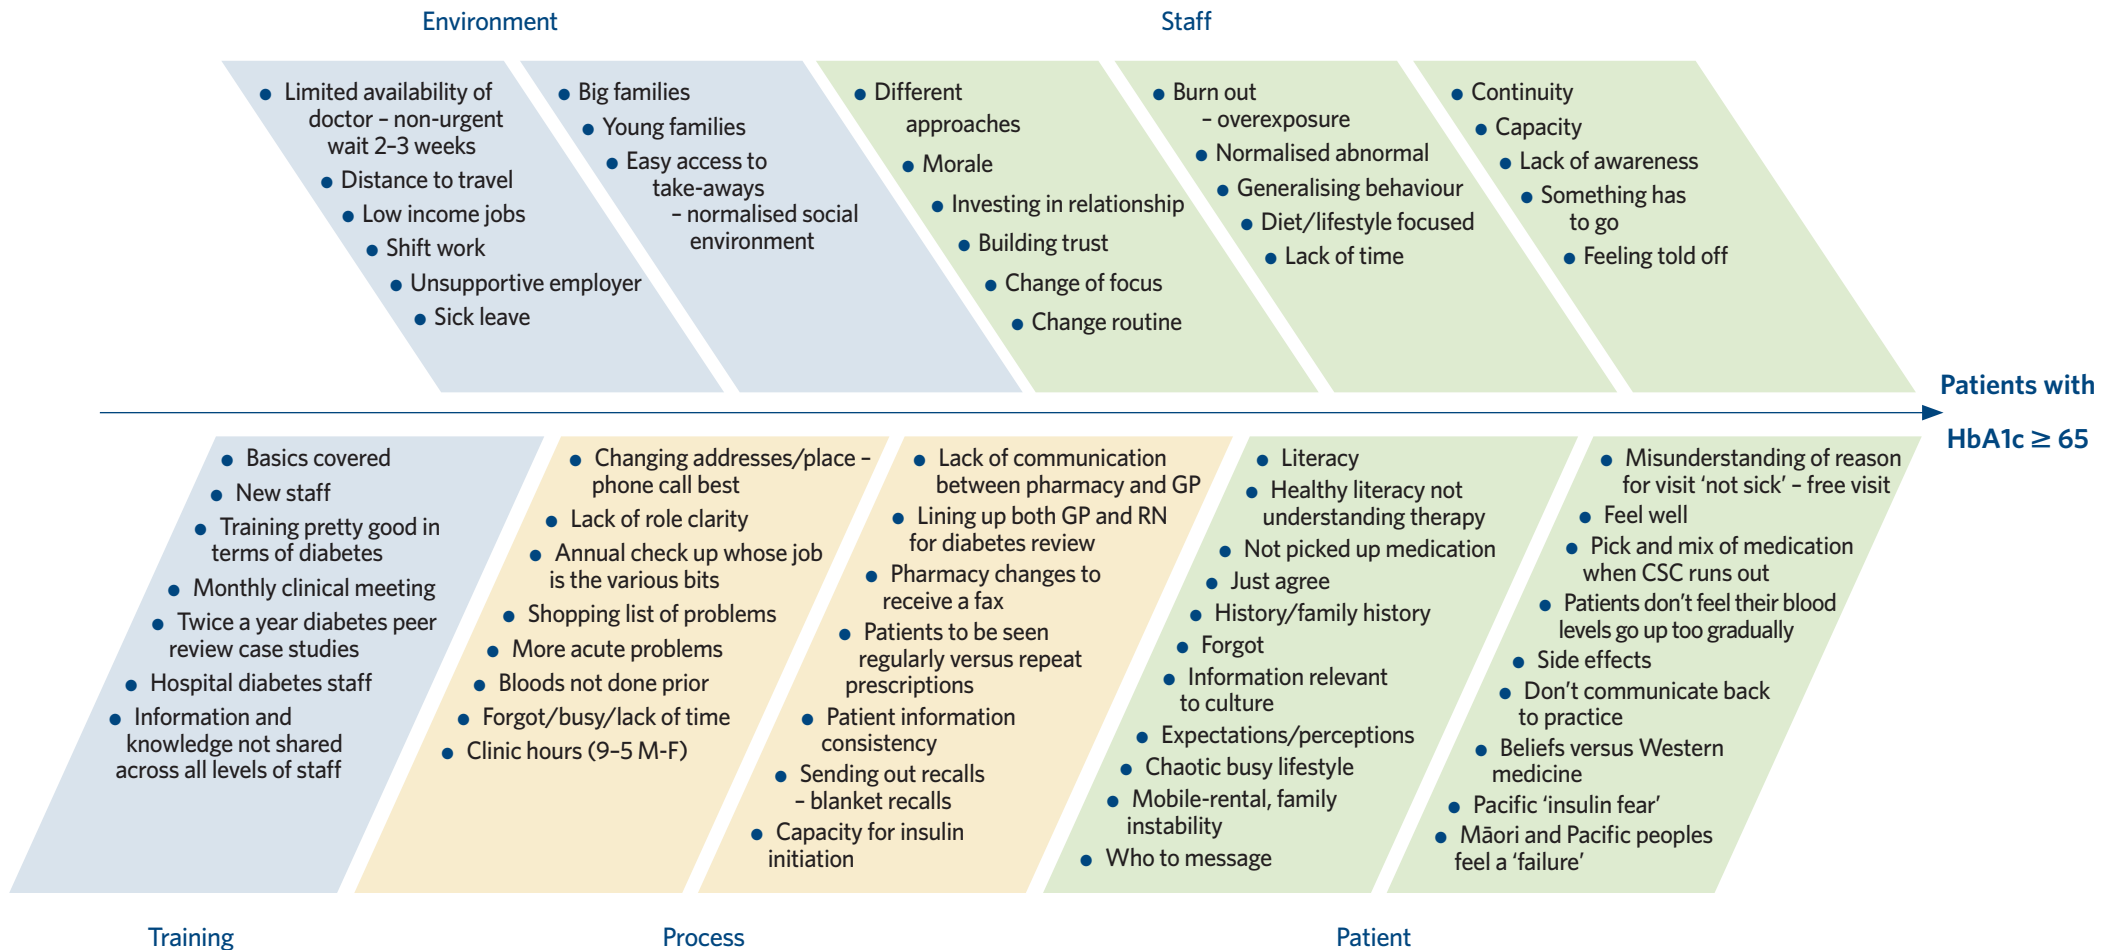 Environment
Staff
Limited availability of
doctor – non-urgent
wait 2–3 weeks
Distance to travel
Low income jobs
Shift work
Unsupportive employer
Sick leave
Big families
Young families
Easy access to
take-aways
– normalised social
environment
Different
approaches
Morale
Investing in relationship
Building trust
Change of focus
Change routine
Burn out
– overexposure
Normalised abnormal
Generalising behaviour
Diet/lifestyle focused
Lack of time
Continuity
Capacity
Lack of awareness
Something has
to go
Feeling told off
Patients with
HbA1c ≥ 65
Basics covered
New staff
Training pretty good in
terms of diabetes
Monthly clinical meeting
Twice a year diabetes peer
review case studies
Hospital diabetes staff
Information and
knowledge not shared
across all levels of staff
Changing addresses/place –
phone call best
Lack of role clarity
Annual check up whose job
is the various bits
Shopping list of problems
More acute problems
Bloods not done prior
Forgot/busy/lack of time
Clinic hours (9–5 M-F)
Lack of communication
between pharmacy and GP
Lining up both GP and RN
for diabetes review
Pharmacy changes to
receive a fax
Patients to be seen
regularly versus repeat
prescriptions
Patient information
consistency
Sending out recalls
– blanket recalls
Capacity for insulin
initiation
Literacy
Healthy literacy not
understanding therapy
Not picked up medication
Just agree
History/family history
Forgot
Information relevant
to culture
Expectations/perceptions
Chaotic busy lifestyle
Mobile-rental, family
instability
Who to message
Misunderstanding of reason
for visit ‘not sick’ – free visit
Feel well
Pick and mix of medication
when CSC runs out
Patients don’t feel their blood
levels go up too gradually
Side effects
Don’t communicate back
to practice
Beliefs versus Western
medicine
Pacific ‘insulin fear’
Māori and Pacific peoples
feel a ‘failure’
Training
Process
Patient